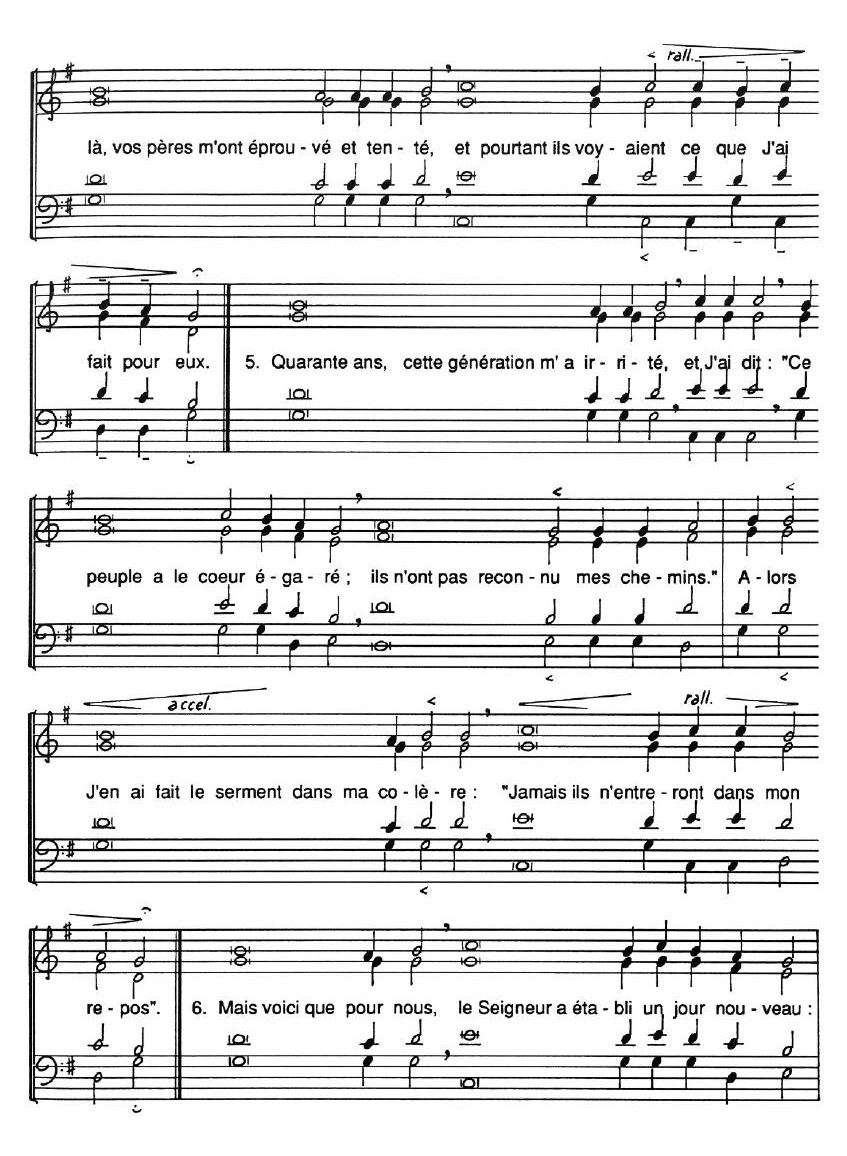 < rall.
là, vos pères m'ont éprou - vé et ten - té, et pourtant ils voy - aient ce que J'ai
<
fait pour eux. 5. Quarante ans, cette génération m' a ir - ri - té, et J'ai dit : "Ce
< <
peuple a le coeur é - ga - ré ; ils n'ont pas recon - nu mes che - mins." A - lors
< <
accel. < rall.
J'en ai fait le serment dans ma co - lè - re : "Jamais ils n'entre - ront dans mon
<
re - pos". 6. Mais voici que pour nous, le Seigneur a éta - bli un jour nou - veau :